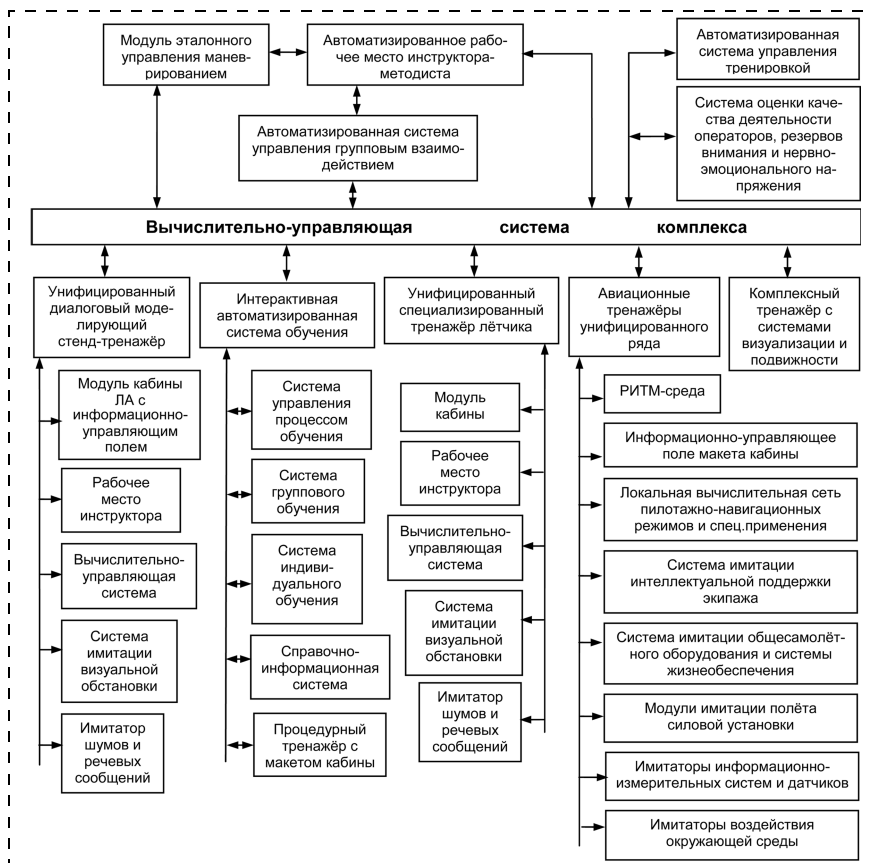 Модуль эталонного
управления манев-
рированием
Автоматизированное рабо-
чее место инструктора-
методиста
Автоматизированная
система управления
тренировкой
Система оценки каче-
ства деятельности
операторов, резервов
внимания и нервно-
эмоционального на-
пряжения
Автоматизированная система
управления групповым взаимо-
действием
Вычислительно-управляющая система комплекса
Унифицированный
диалоговый моде-
лирующий
стенд-тренажёр
Интерактивная
автоматизированная
система обучения
Унифицированный
специализированный
тренажёр лётчика
Авиационные
тренажёры
унифицированного
ряда
Комплексный
тренажёр с
системами
визуализации и
подвижности
Модуль кабины
ЛА с
информационно-
управляющим
полем
Рабочее
место
инструктора
Вычислительно-
управляющая
система
Система
имитации
визуальной
обстановки
Имитатор
шумов и
речевых
сообщений
Система
управления
процессом
обучения
Система
группового
обучения
Система
индиви-
дуального
обучения
Справочно-
информационная
система
Процедурный
тренажёр с
макетом кабины
Модуль
кабины
Рабочее
место
инструктора
Вычислительно-
управляющая
система
Система
имитации
визуальной
обстановки
Имитатор
шумов и
речевых
сообщений
РИТМ-среда
Информационно-управляющее
поле макета кабины
Локальная вычислительная сеть
пилотажно-навигационных
режимов и спец.применения
Система имитации
интеллектуальной поддержки
экипажа
Система имитации общесамолёт-
ного оборудования и системы
жизнеобеспечения
Модули имитации полёта
силовой установки
Имитаторы информационно-
измерительных систем и датчиков
Имитаторы воздействия
окружающей среды